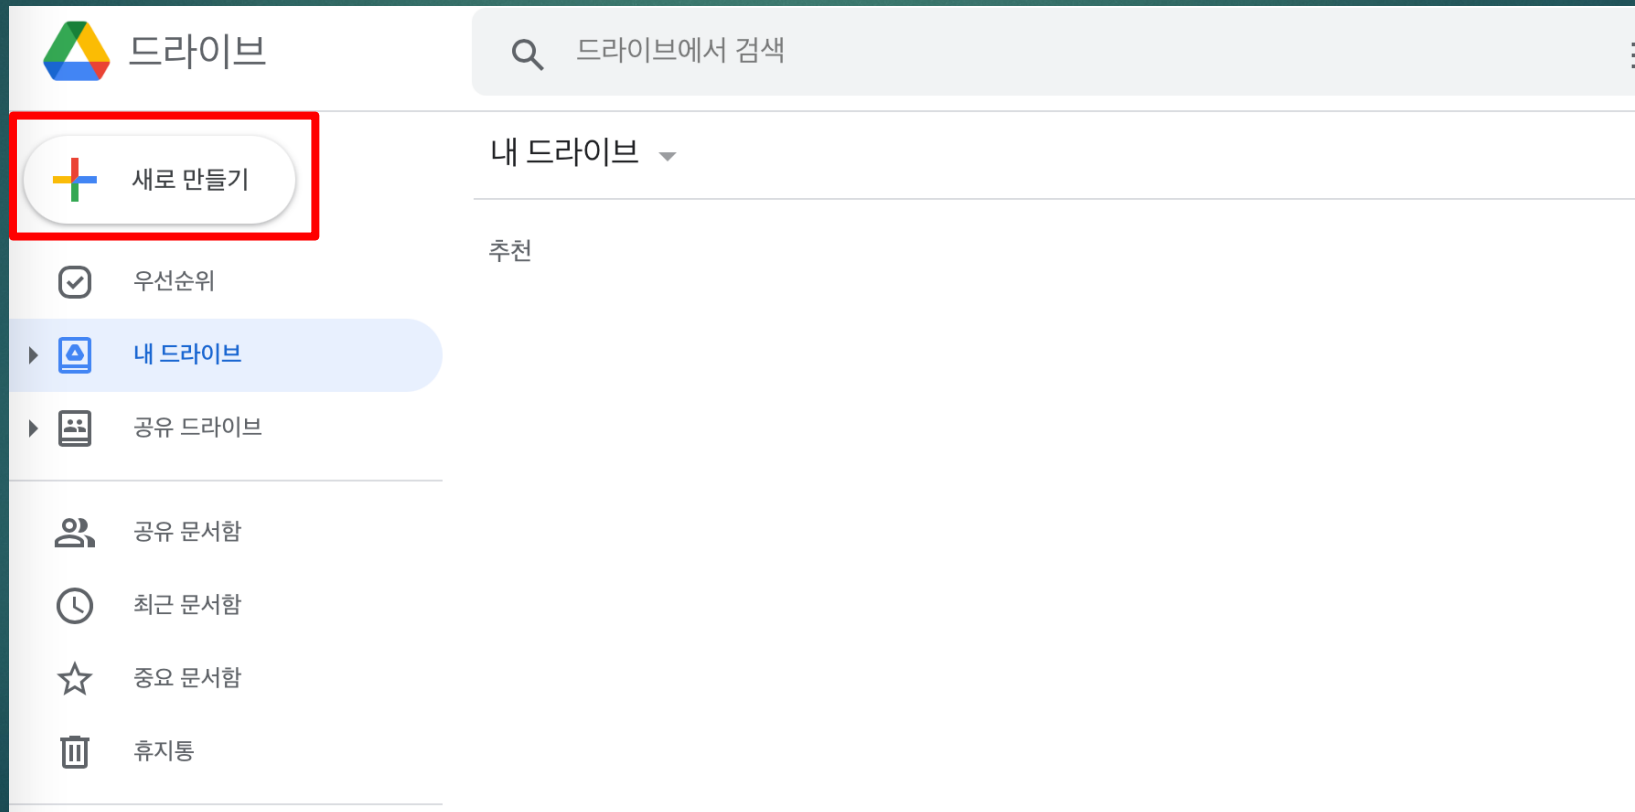 드라이브
드라이브에서 검색
새로 만들기
내 드라이브
추천
우선순위
내 드라이브
공유 드라이브
공유 문서함
최근 문서함
중요 문서함
휴지통